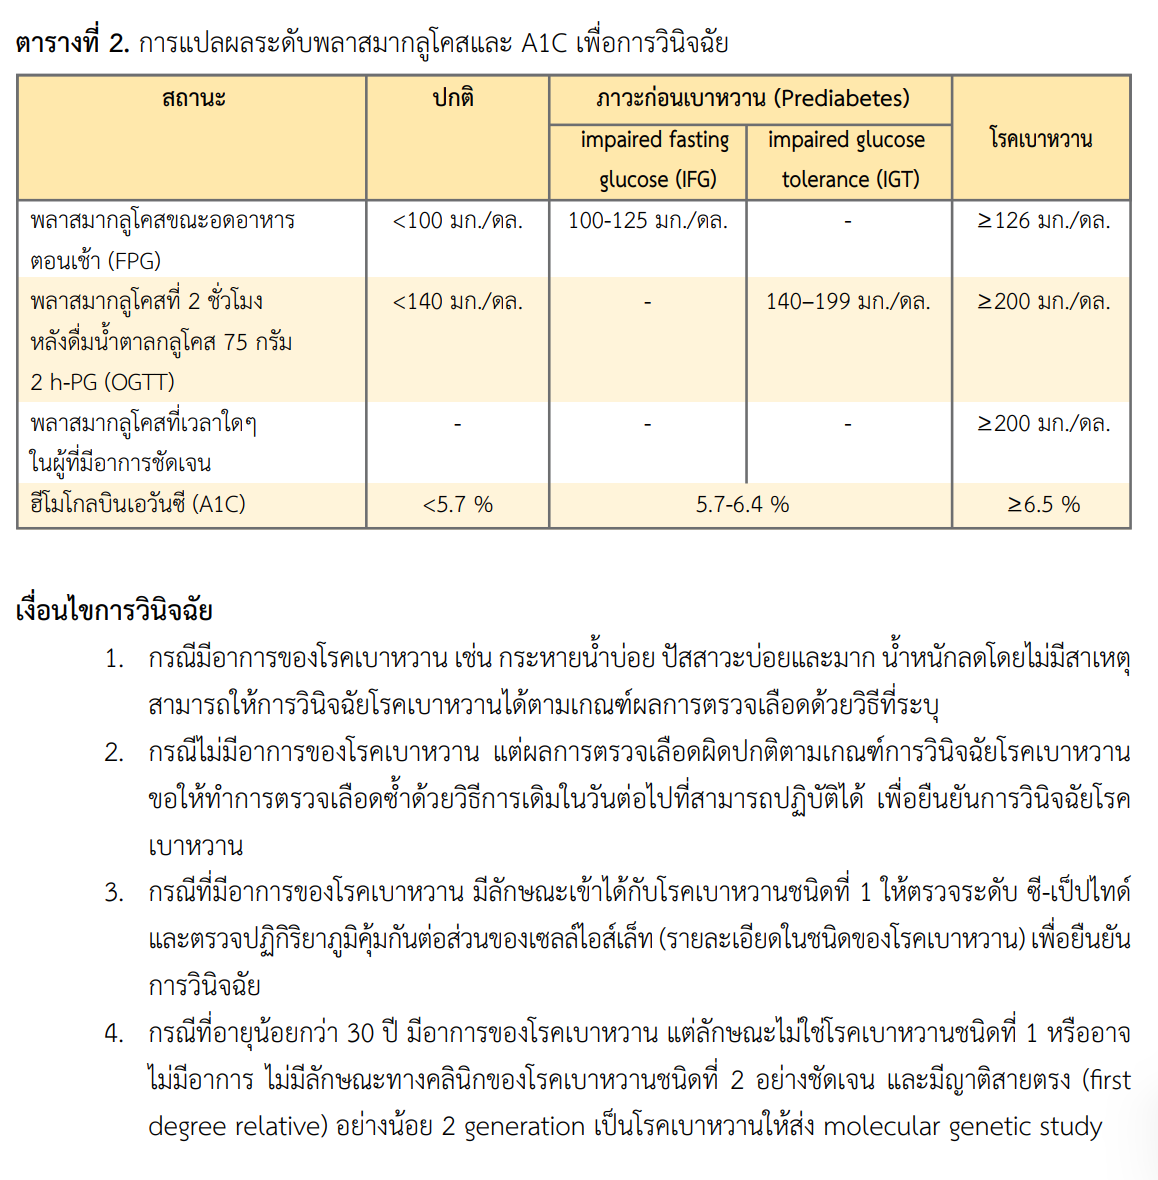 ตารางที่ 2. การแปลผลระดับพลาสมากลูโคสและ A1C เพื่อการวินิจฉัย
สถานะ ปกติ ภาวะก่อนเบาหวาน (Prediabetes) โรคเบาหวาน
impaired fasting glucose (IFG) impaired glucose tolerance (IGT)
พลาสมากลูโคสขณะอดอาหาร <100 มก./ดล. 100-125 มก./ดล. - ≥126 มก./ดล.
ตอนเช้า (FPG)
พลาสมากลูโคสที่ 2 ชั่วโมง <140 มก./ดล. - 140–199 มก./ดล. ≥200 มก./ดล.
หลังดื่มน้ำตาลกลูโคส 75 กรัม
2 h-PG (OGTT)
พลาสมากลูโคสที่เวลาใดๆ - - - ≥200 มก./ดล.
ในผู้ที่มีอาการชัดเจน
ฮีโมโกลบินเอวันซี (A1C) <5.7 % 5.7-6.4 % ≥6.5 %
เงื่อนไขการวินิจฉัย
1. กรณีมีอาการของโรคเบาหวาน เช่น กระหายน้ำบ่อย ปัสสาวะบ่อยและมาก น้ำหนักลดโดยไม่มีสาเหตุ
สามารถให้การวินิจฉัยโรคเบาหวานได้ตามเกณฑ์ผลการตรวจเลือดด้วยวิธีที่ระบุ
2. กรณีไม่มีอาการของโรคเบาหวาน แต่ผลการตรวจเลือดผิดปกติตามเกณฑ์การวินิจฉัยโรคเบาหวาน
ขอให้ทำการตรวจเลือดซ้ำด้วยวิธีการเดิมในวันต่อไปที่สามารถปฏิบัติได้ เพื่อยืนยันการวินิจฉัยโรค
เบาหวาน
3. กรณีที่มีอาการของโรคเบาหวาน มีลักษณะเข้าได้กับโรคเบาหวานชนิดที่ 1 ให้ตรวจระดับ ซี-เป็ปไทด์
และตรวจปฏิกิริยาภูมิคุ้มกันต่อส่วนของเซลล์ไอส์เล็ท (รายละเอียดในชนิดของโรคเบาหวาน) เพื่อยืนยัน
การวินิจฉัย
4. กรณีที่อายุน้อยกว่า 30 ปี มีอาการของโรคเบาหวาน แต่ลักษณะไม่ใช่โรคเบาหวานชนิดที่ 1 หรืออาจ
ไม่มีอาการ ไม่มีลักษณะทางคลินิกของโรคเบาหวานชนิดที่ 2 อย่างชัดเจน และมีญาติสายตรง (first
degree relative) อย่างน้อย 2 generation เป็นโรคเบาหวานให้ส่ง molecular genetic study